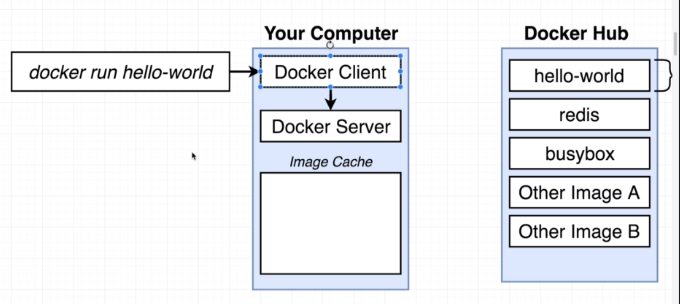 Your Computer
Docker Hub
docker run hello-world
Docker Client
Docker Server
Image Cache
hello-world
redis
busybox
Other Image A
Other Image B